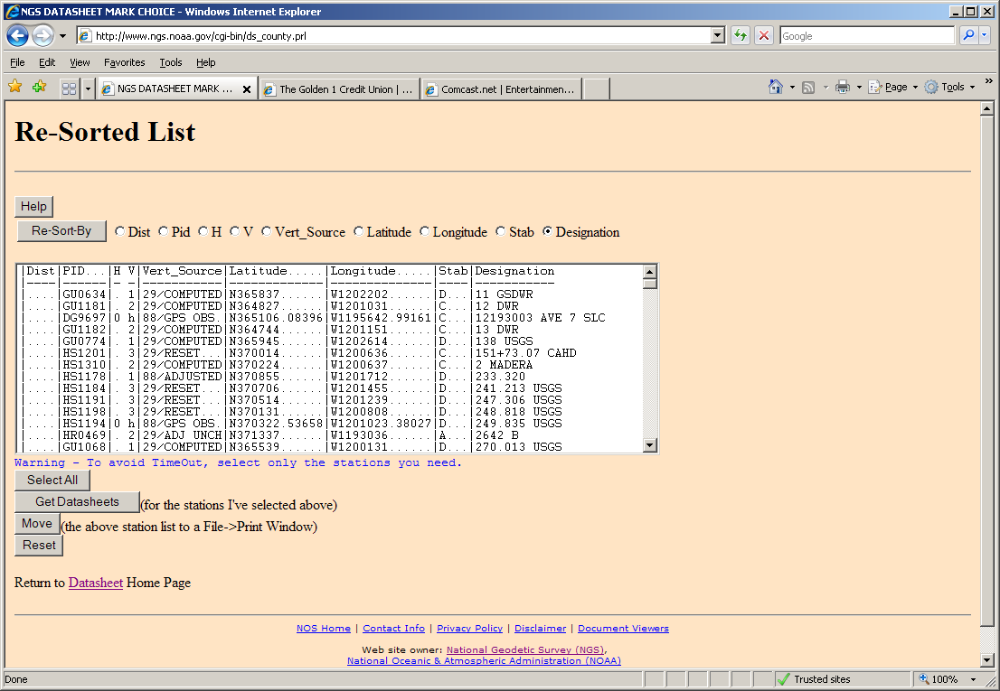 NGS DATASHEET MARK CHOICE - Windows Internet Explorer
http://www.ngs.noaa.gov/cgi-bin/ds_county.prl
Google
File Edit View Favorites Tools Help
NGS DATASHEET MARK ...
The Golden 1 Credit Union | ...
Comcast.net | Entertainmen...
Page
Tools
Re-Sorted List
Help
Re-Sort-By Dist Pid H V Vert_Source Latitude Longitude Stab Designation
|Dist|PID...|H V|Vert_Source|Latitude.....|Longitude.....|Stab|Designation
|----|------|- -|-----------|-------------|--------------|----|-----------
|....|GU0634|. 1|29/COMPUTED|N365837......|W1202202......|D...|11 GSDWR
|....|GU1181|. 2|29/COMPUTED|N364827......|W1201031......|C...|12 DWR
|....|DG9697|0 h|88/GPS OBS.|N365106.08396|W1195642.99161|C...|12193003 AVE 7 SLC
|....|GU1182|. 2|29/COMPUTED|N364744......|W1201151......|C...|13 DWR
|....|GU0774|. 1|29/COMPUTED|N365945......|W1202614......|D...|138 USGS
|....|HS1201|. 3|29/RESET...|N370014......|W1200636......|C...|151+73.07 CAHD
|....|HS1310|. 2|29/COMPUTED|N370224......|W1200637......|C...|2 MADERA
|....|HS1178|. 1|88/ADJUSTED|N370855......|W1201712......|D...|233.320
|....|HS1184|. 3|29/RESET...|N370706......|W1201455......|D...|241.213 USGS
|....|HS1191|. 3|29/RESET...|N370514......|W1201239......|D...|247.306 USGS
|....|HS1198|. 3|29/RESET...|N370131......|W1200808......|D...|248.818 USGS
|....|HS1194|0 h|88/GPS OBS.|N370322.53658|W1201023.38027|D...|249.835 USGS
|....|HR0469|. 2|29/ADJ UNCH|N371337......|W1193036......|A...|2642 B
|....|GU1068|. 1|29/COMPUTED|N365539......|W1200131......|D...|270.013 USGS
Warning - To avoid TimeOut, select only the stations you need.
Select All
Get Datasheets (for the stations I've selected above)
Move (the above station list to a File->Print Window)
Reset
Return to Datasheet Home Page
NOS Home | Contact Info | Privacy Policy | Disclaimer | Document Viewers
Web site owner: National Geodetic Survey (NGS),
National Oceanic & Atmospheric Administration (NOAA)
Done
Trusted sites
100%